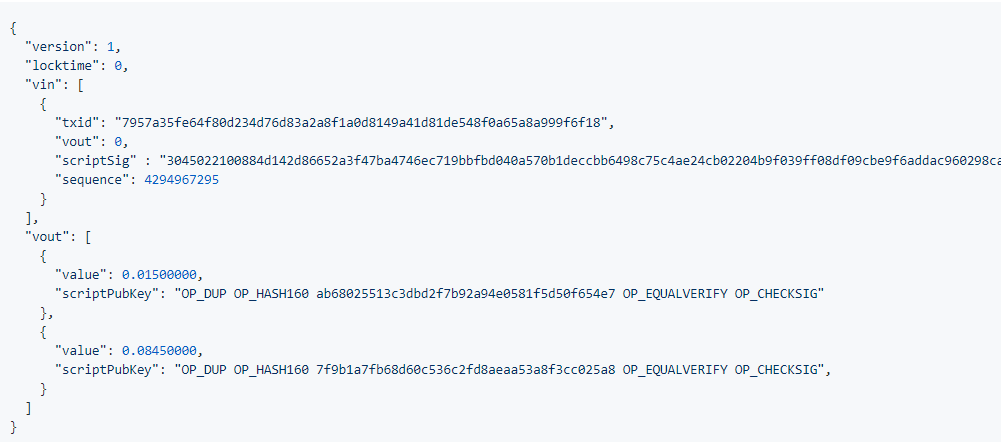 {
"version": 1,
"locktime": 0,
"vin": [
{
"txid": "7957a35fe64f80d234d76d83a2a8f1a0d8149a41d81de548f0a65a8a999f6f18",
"vout": 0,
"scriptSig" : "3045022100884d142d86652a3f47ba4746ec719bbfbd040a570b1deccbb6498c75c4ae24cb02204b9f039ff08df09cbe9f6addac960298ca
"sequence": 4294967295
}
],
"vout": [
{
"value": 0.01500000,
"scriptPubKey": "OP_DUP OP_HASH160 ab68025513c3dbd2f7b92a94e0581f5d50f654e7 OP_EQUALVERIFY OP_CHECKSIG"
},
{
"value": 0.08450000,
"scriptPubKey": "OP_DUP OP_HASH160 7f9b1a7fb68d60c536c2fd8aeaa53a8f3cc025a8 OP_EQUALVERIFY OP_CHECKSIG",
}
]
}